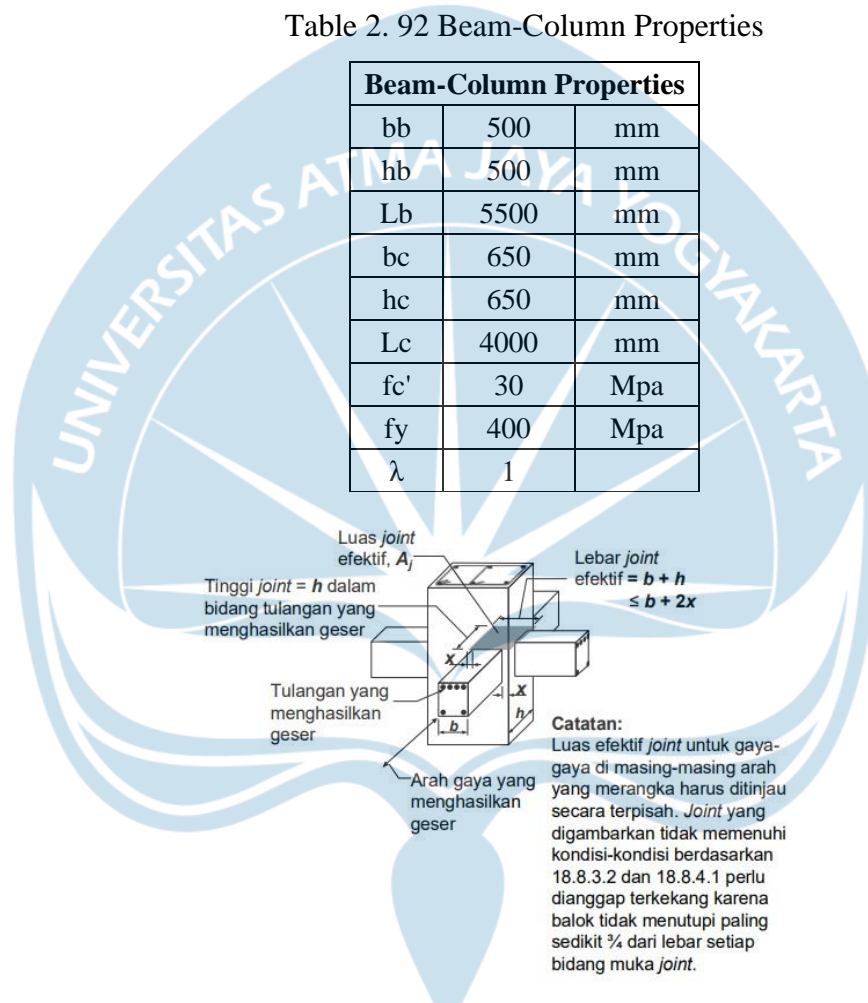 Table 2. 92 Beam-Column Properties
Beam-Column Properties
bb 500 mm
hb 500 mm
Lb 5500 mm
bc 650 mm
hc 650 mm
Lc 4000 mm
fc' 30 Mpa
fy 400 Mpa
λ 1
UNIVERSITAS ATMA JAYA YOGYAKARTA
Luas joint
efektif, Aj
Tinggi joint = h dalam
bidang tulangan yang
menghasilkan geser
Lebar joint
efektif = b + h
≤ b + 2x
x
x
h
b
Tulangan yang
menghasilkan
geser
Arah gaya yang
menghasilkan
geser
Catatan:
Luas efektif joint untuk gaya-
gaya di masing-masing arah
yang merangka harus ditinjau
secara terpisah. Joint yang
digambarkan tidak memenuhi
kondisi-kondisi berdasarkan
18.8.3.2 dan 18.8.4.1 perlu
dianggap terkekang karena
balok tidak menutupi paling
sedikit ¾ dari lebar setiap
bidang muka joint.